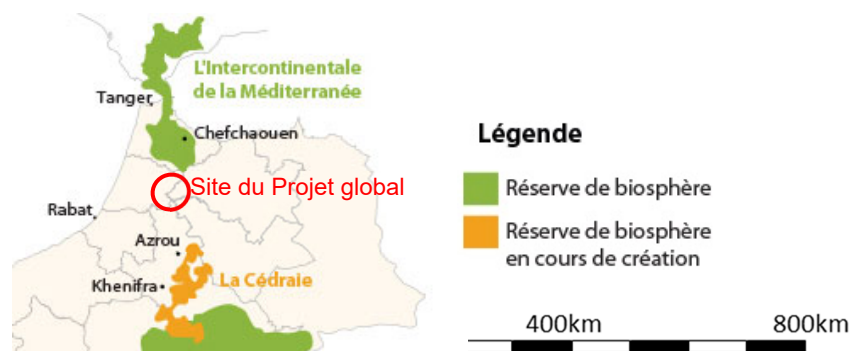 L'Intercontinentale
de la Méditerranée
Tanger
Chefchaouen
Site du Projet global
Rabat
Azrou
La Cédraie
Khenifra
Légende
Réserve de biosphère
Réserve de biosphère
en cours de création
400km 800km